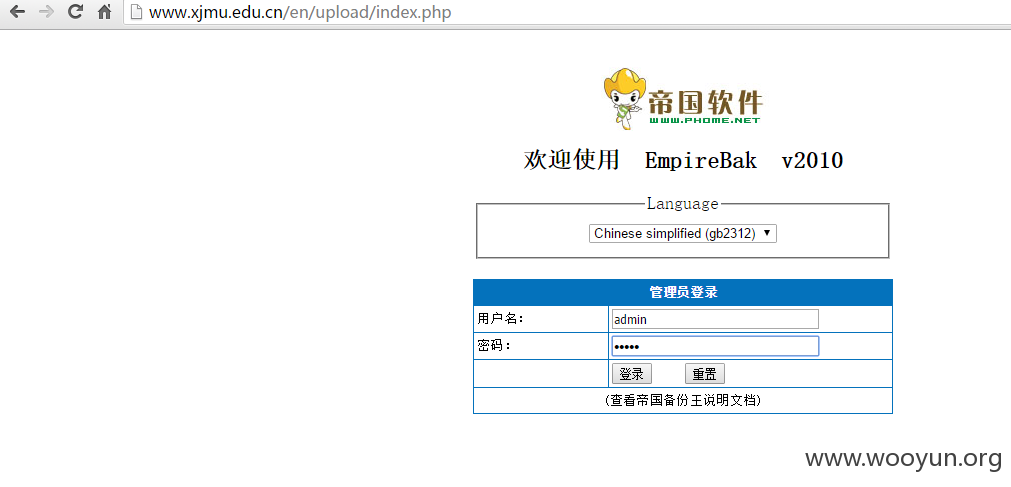 www.xjmu.edu.cn/en/upload/index.php
帝国软件
WWW.PHOME.NET
欢迎使用 EmpireBak v2010
Language
Chinese simplified (gb2312)
管理员登录
用户名： admin
密码： •••••
登录 重置
(查看帝国备份王说明文档)
www.wooyun.org